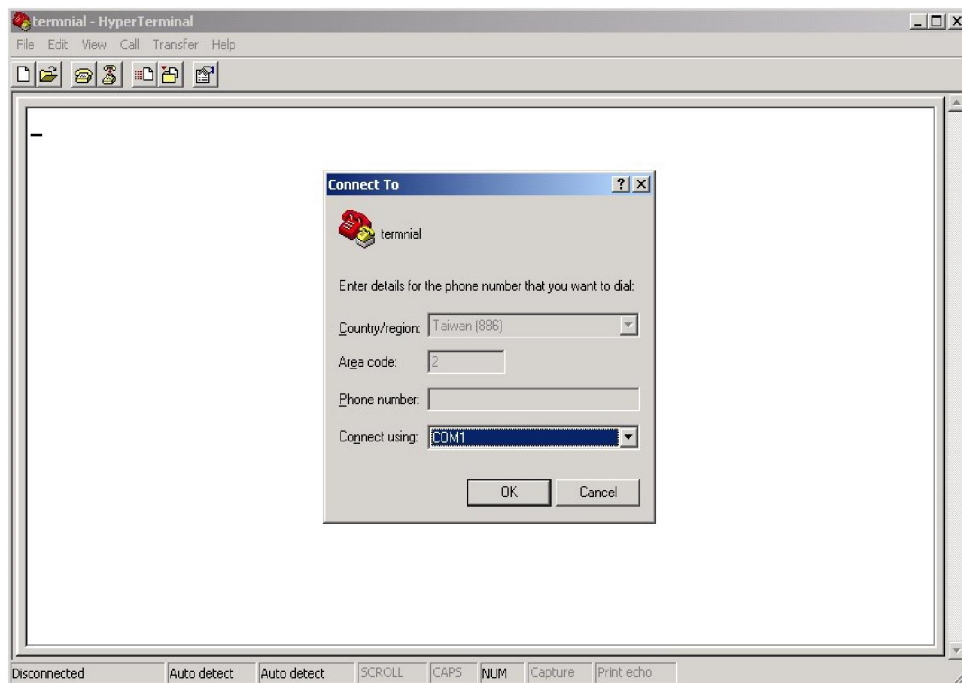 termnial - HyperTerminal
File Edit View Call Transfer Help
Connect To
termnial
Enter details for the phone number that you want to dial:
Country/region: Taiwan (886)
Area code: 2
Phone number:
Connect using: COM1
OK Cancel
Disconnected Auto detect Auto detect SCROLL CAPS NUM Capture Print echo